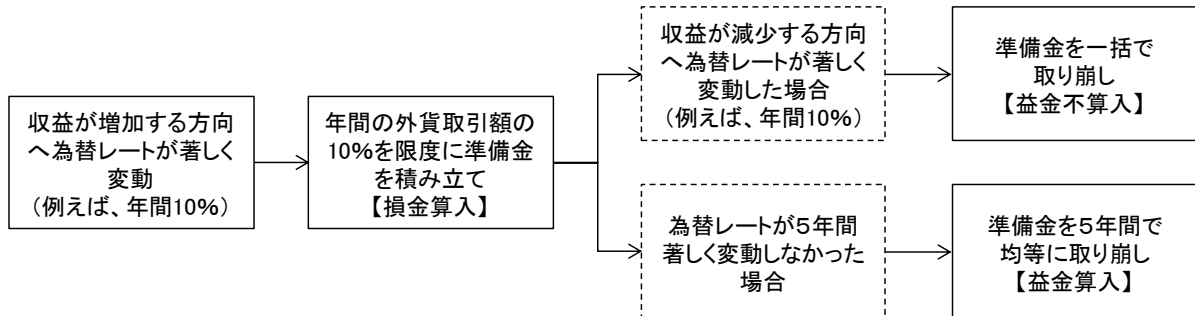 収益が増加する方向
へ為替レートが著しく
変動
（例えば、年間10%）
年間の外貨取引額の
10%を限度に準備金
を積み立て
【損金算入】
収益が減少する方向
へ為替レートが著しく
変動した場合
（例えば、年間10%）
準備金を一括で
取り崩し
【益金不算入】
為替レートが５年間
著しく変動しなかった
場合
準備金を５年間で
均等に取り崩し
【益金算入】